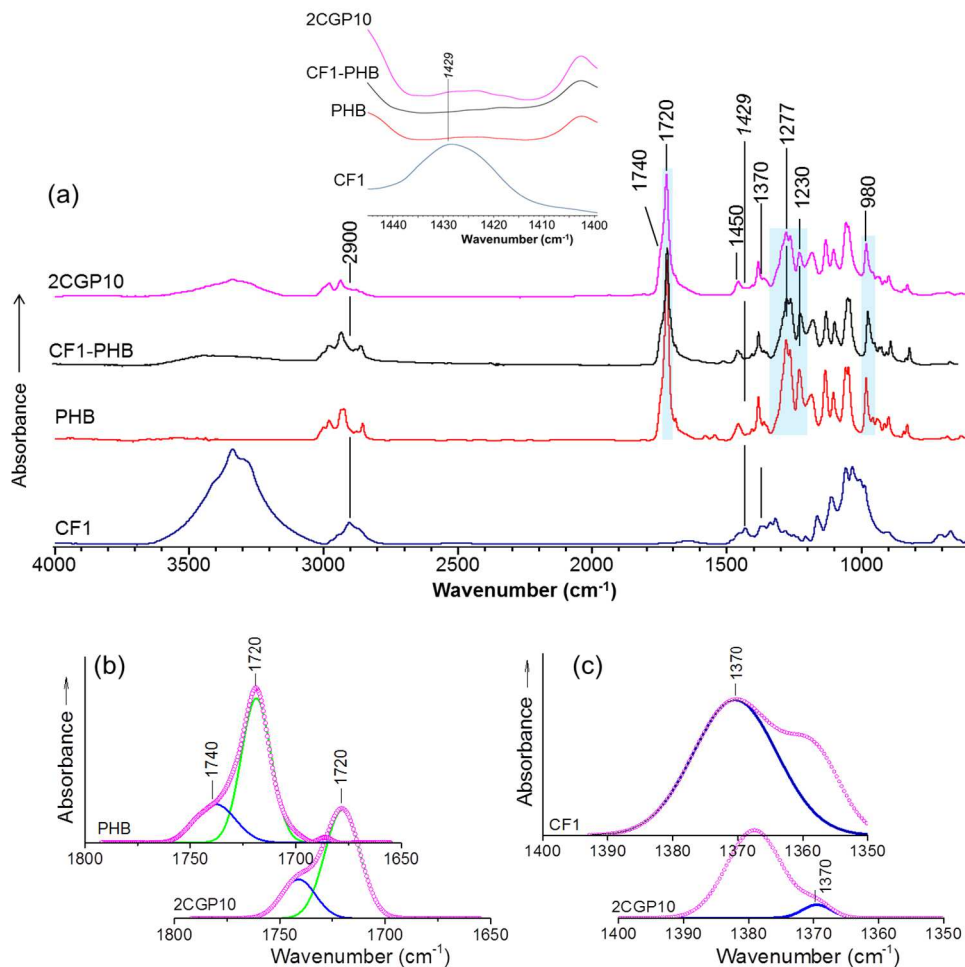 2CGP10
CF1-PHB
PHB
CF1
1429
1440 1430 1420 1410 1400
Wavenumber (cm-1)
(a)
2900
1740
1720
1450
1429
1370
1277
1230
980
2CGP10
CF1-PHB
PHB
CF1
Absorbance
4000 3500 3000 2500 2000 1500 1000
Wavenumber (cm-1)
(b)
1740
1720
1720
Absorbance
PHB
1800 1750 1700 1650
2CGP10
1800 1750 1700 1650
Wavenumber (cm-1)
(c)
1370
Absorbance
CF1
1400 1390 1380 1370 1360 1350
1370
2CGP10
1400 1390 1380 1370 1360 1350
Wavenumber (cm-1)